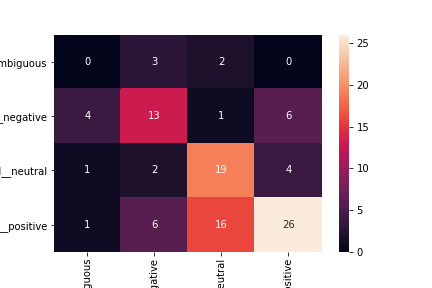 mbiguous 0 3 2 0
_negative 4 13 1 6
l__neutral 1 2 19 4
__positive 1 6 16 26
guous
gative
eutral
ositive
25
20
15
10
5
0